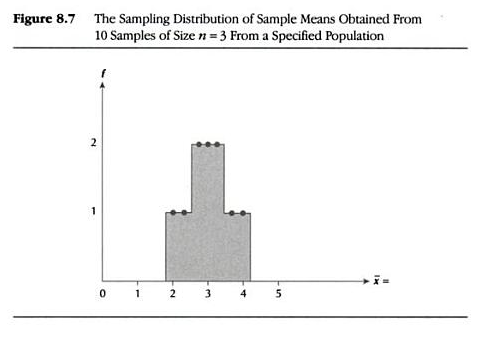 Figure 8.7 The Sampling Distribution of Sample Means Obtained From
10 Samples of Size n = 3 From a Specified Population
f
2
1
x̄ =
0 1 2 3 4 5